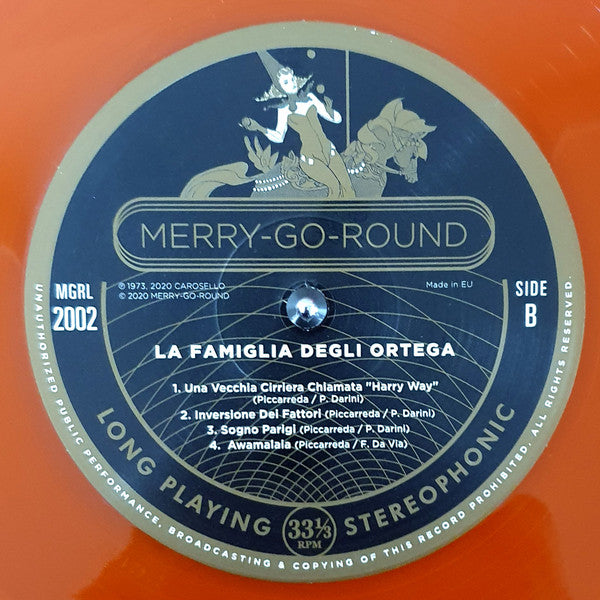 MERRY-GO-ROUND
℗ 1973, 2020 CAROSELLO
© 2020 MERRY-GO-ROUND
Made in EU
MGRL
2002
SIDE
B
LA FAMIGLIA DEGLI ORTEGA
1. Una Vecchia Cirriera Chiamata "Harry Way"
(Piccarreda / P. Darini)
2. Inversione Dei Fattori (Piccarreda / P. Darini)
3. Sogno Parigi (Piccarreda / P. Darini)
4. Awamalaia (Piccarreda / F. Da Via)
LONG PLAYING
33⅓
RPM
STEREOPHONIC
UNAUTHORIZED PUBLIC PERFORMANCE, BROADCASTING & COPYING OF THIS RECORD PROHIBITED. ALL RIGHTS RESERVED.